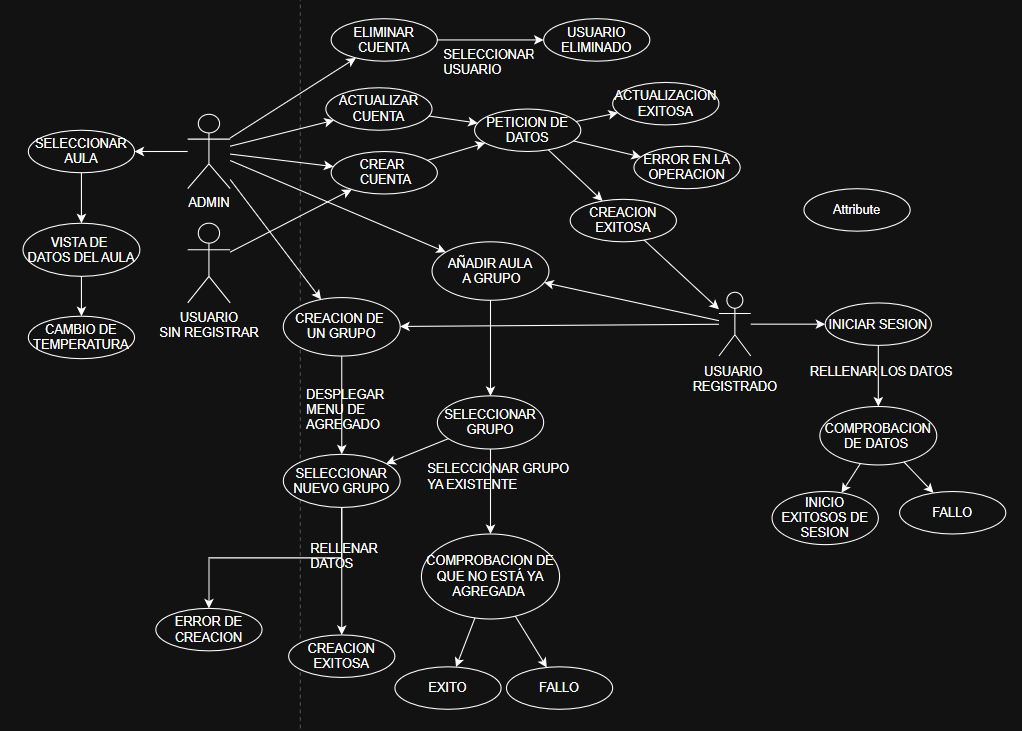 ELIMINAR
CUENTA
USUARIO
ELIMINADO
SELECCIONAR
USUARIO
ACTUALIZAR
CUENTA
PETICION DE
DATOS
ACTUALIZACION
EXITOSA
SELECCIONAR
AULA
CREAR
CUENTA
ERROR EN LA
OPERACION
ADMIN
CREACION
EXITOSA
Attribute
VISTA DE
DATOS DEL AULA
AÑADIR AULA
A GRUPO
USUARIO
SIN REGISTRAR
CREACION DE
UN GRUPO
CAMBIO DE
TEMPERATURA
INICIAR SESION
USUARIO
REGISTRADO
RELLENAR LOS DATOS
DESPLEGAR
MENU DE
AGREGADO
SELECCIONAR
GRUPO
COMPROBACION
DE DATOS
SELECCIONAR
NUEVO GRUPO
SELECCIONAR GRUPO
YA EXISTENTE
INICIO
EXITOSOS DE
SESION
FALLO
RELLENAR
DATOS
COMPROBACION DE
QUE NO ESTÁ YA
AGREGADA
ERROR DE
CREACION
CREACION
EXITOSA
EXITO
FALLO